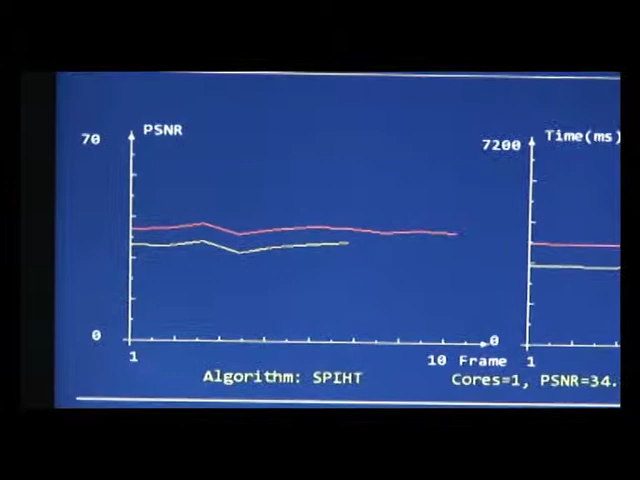 PSNR
70
0
1
10 Frame
Algorithm: SPIHT
Time(ms)
7200
0
1
Cores=1, PSNR=34.